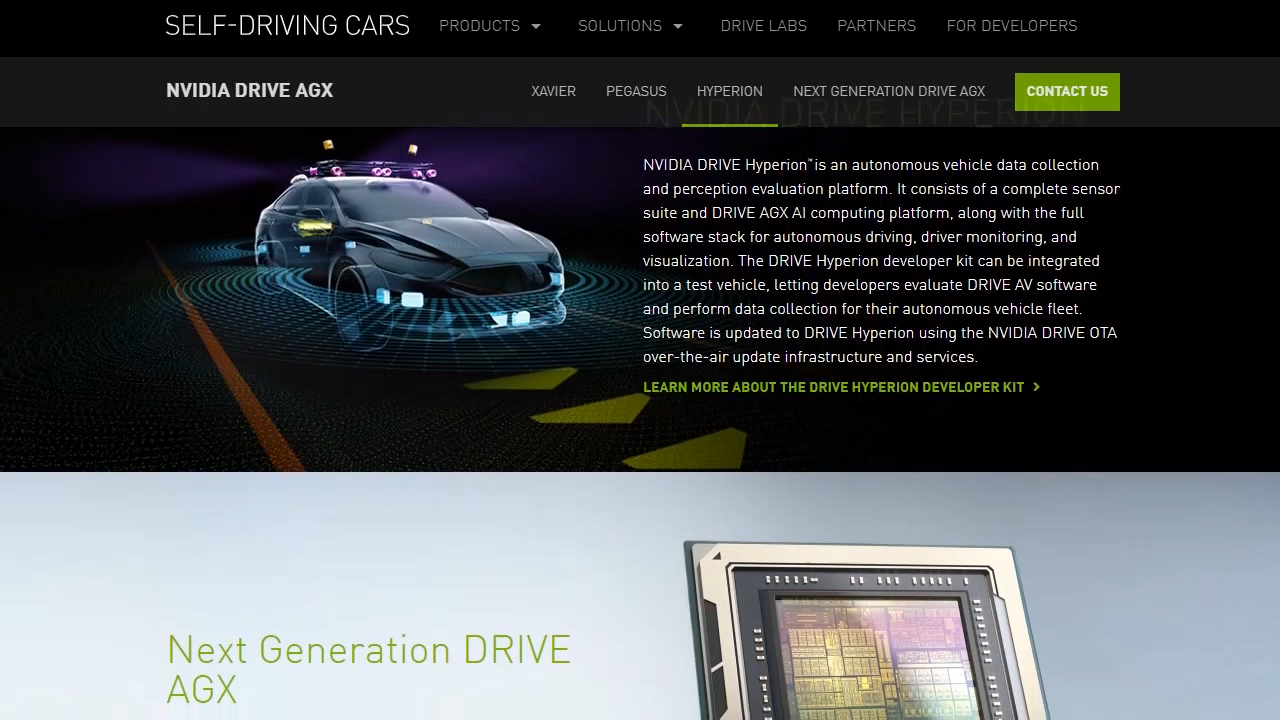 SELF-DRIVING CARS
PRODUCTS
SOLUTIONS
DRIVE LABS
PARTNERS
FOR DEVELOPERS
NVIDIA DRIVE AGX
XAVIER
PEGASUS
HYPERION
NEXT GENERATION DRIVE AGX
CONTACT US
NVIDIA DRIVE HYPERION
NVIDIA DRIVE Hyperion™ is an autonomous vehicle data collection
and perception evaluation platform. It consists of a complete sensor
suite and DRIVE AGX AI computing platform, along with the full
software stack for autonomous driving, driver monitoring, and
visualization. The DRIVE Hyperion developer kit can be integrated
into a test vehicle, letting developers evaluate DRIVE AV software
and perform data collection for their autonomous vehicle fleet.
Software is updated to DRIVE Hyperion using the NVIDIA DRIVE OTA
over-the-air update infrastructure and services.
LEARN MORE ABOUT THE DRIVE HYPERION DEVELOPER KIT
Next Generation DRIVE
AGX